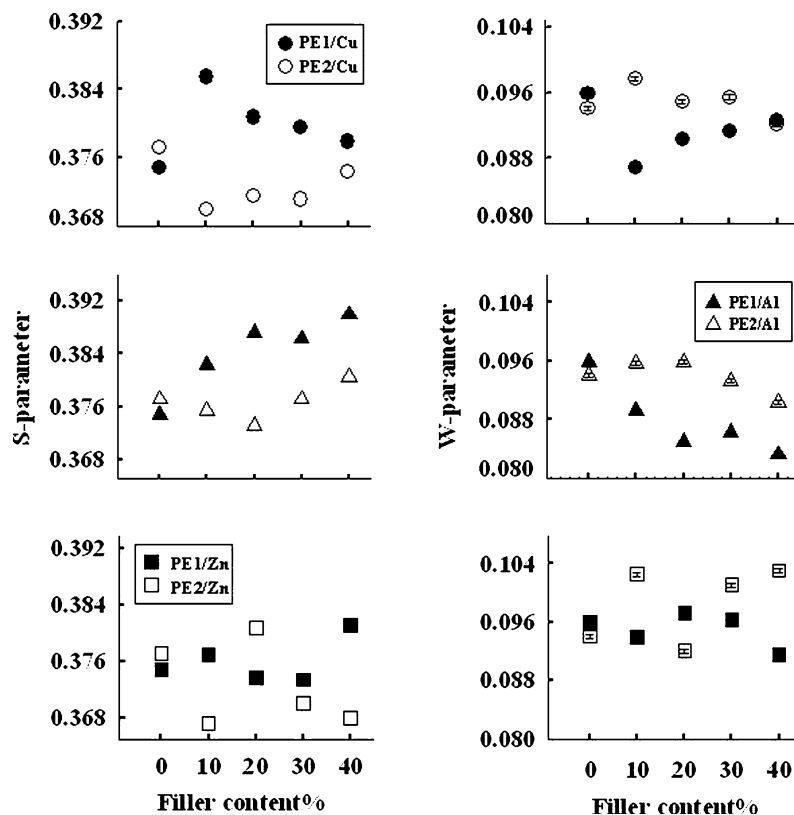 0.392
0.384
0.376
0.368
PE1/Cu
PE2/Cu
0.104
0.096
0.088
0.080
S-parameter
0.392
0.384
0.376
0.368
W-parameter
0.104
0.096
0.088
0.080
PE1/Al
PE2/Al
0.392
0.384
0.376
0.368
PE1/Zn
PE2/Zn
0 10 20 30 40
Filler content%
0.104
0.096
0.088
0.080
0 10 20 30 40
Filler content%